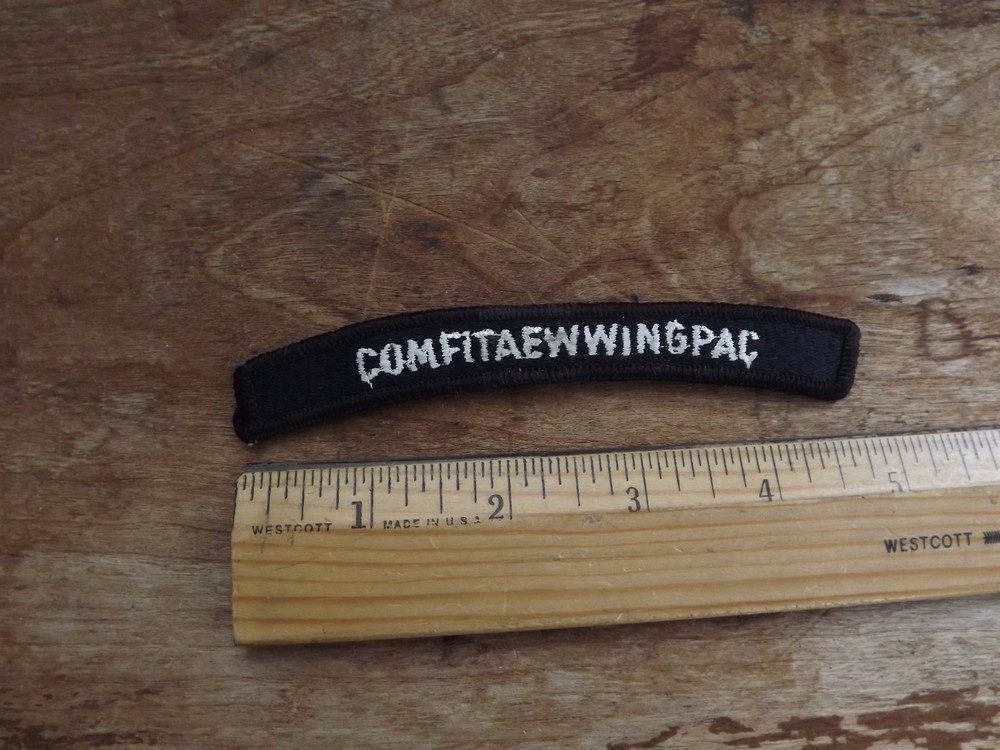 COMFITAEWWINGPAC
1 2 3 4 5
WESTCOTT MADE IN U.S.A.
WESTCOTT